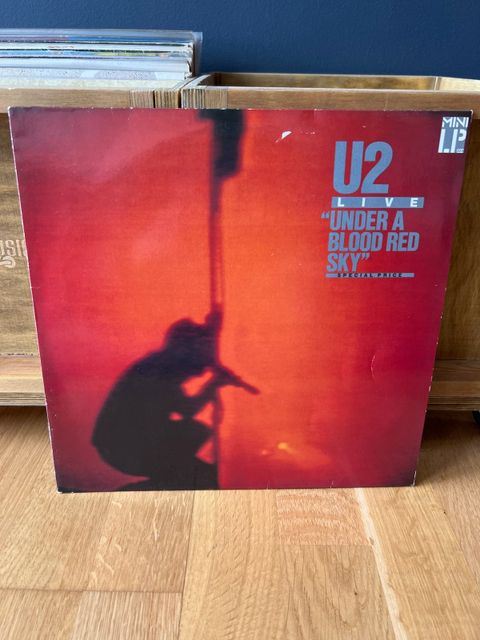 MINI
LP
U2
LIVE
"UNDER A
BLOOD RED
SKY"
SPECIAL PRICE